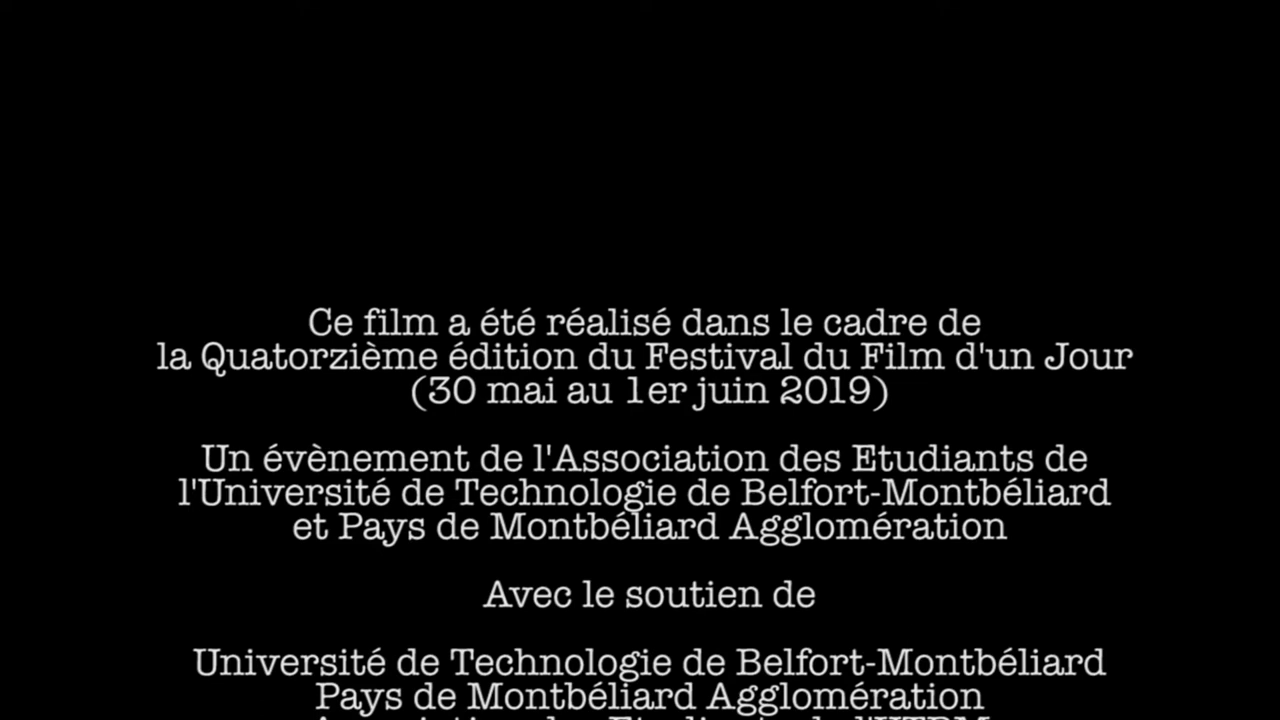 Ce film a été réalisé dans le cadre de
la Quatorzième édition du Festival du Film d'un Jour
(30 mai au 1er juin 2019)
Un évènement de l'Association des Etudiants de
l'Université de Technologie de Belfort-Montbéliard
et Pays de Montbéliard Agglomération
Avec le soutien de
Université de Technologie de Belfort-Montbéliard
Pays de Montbéliard Agglomération